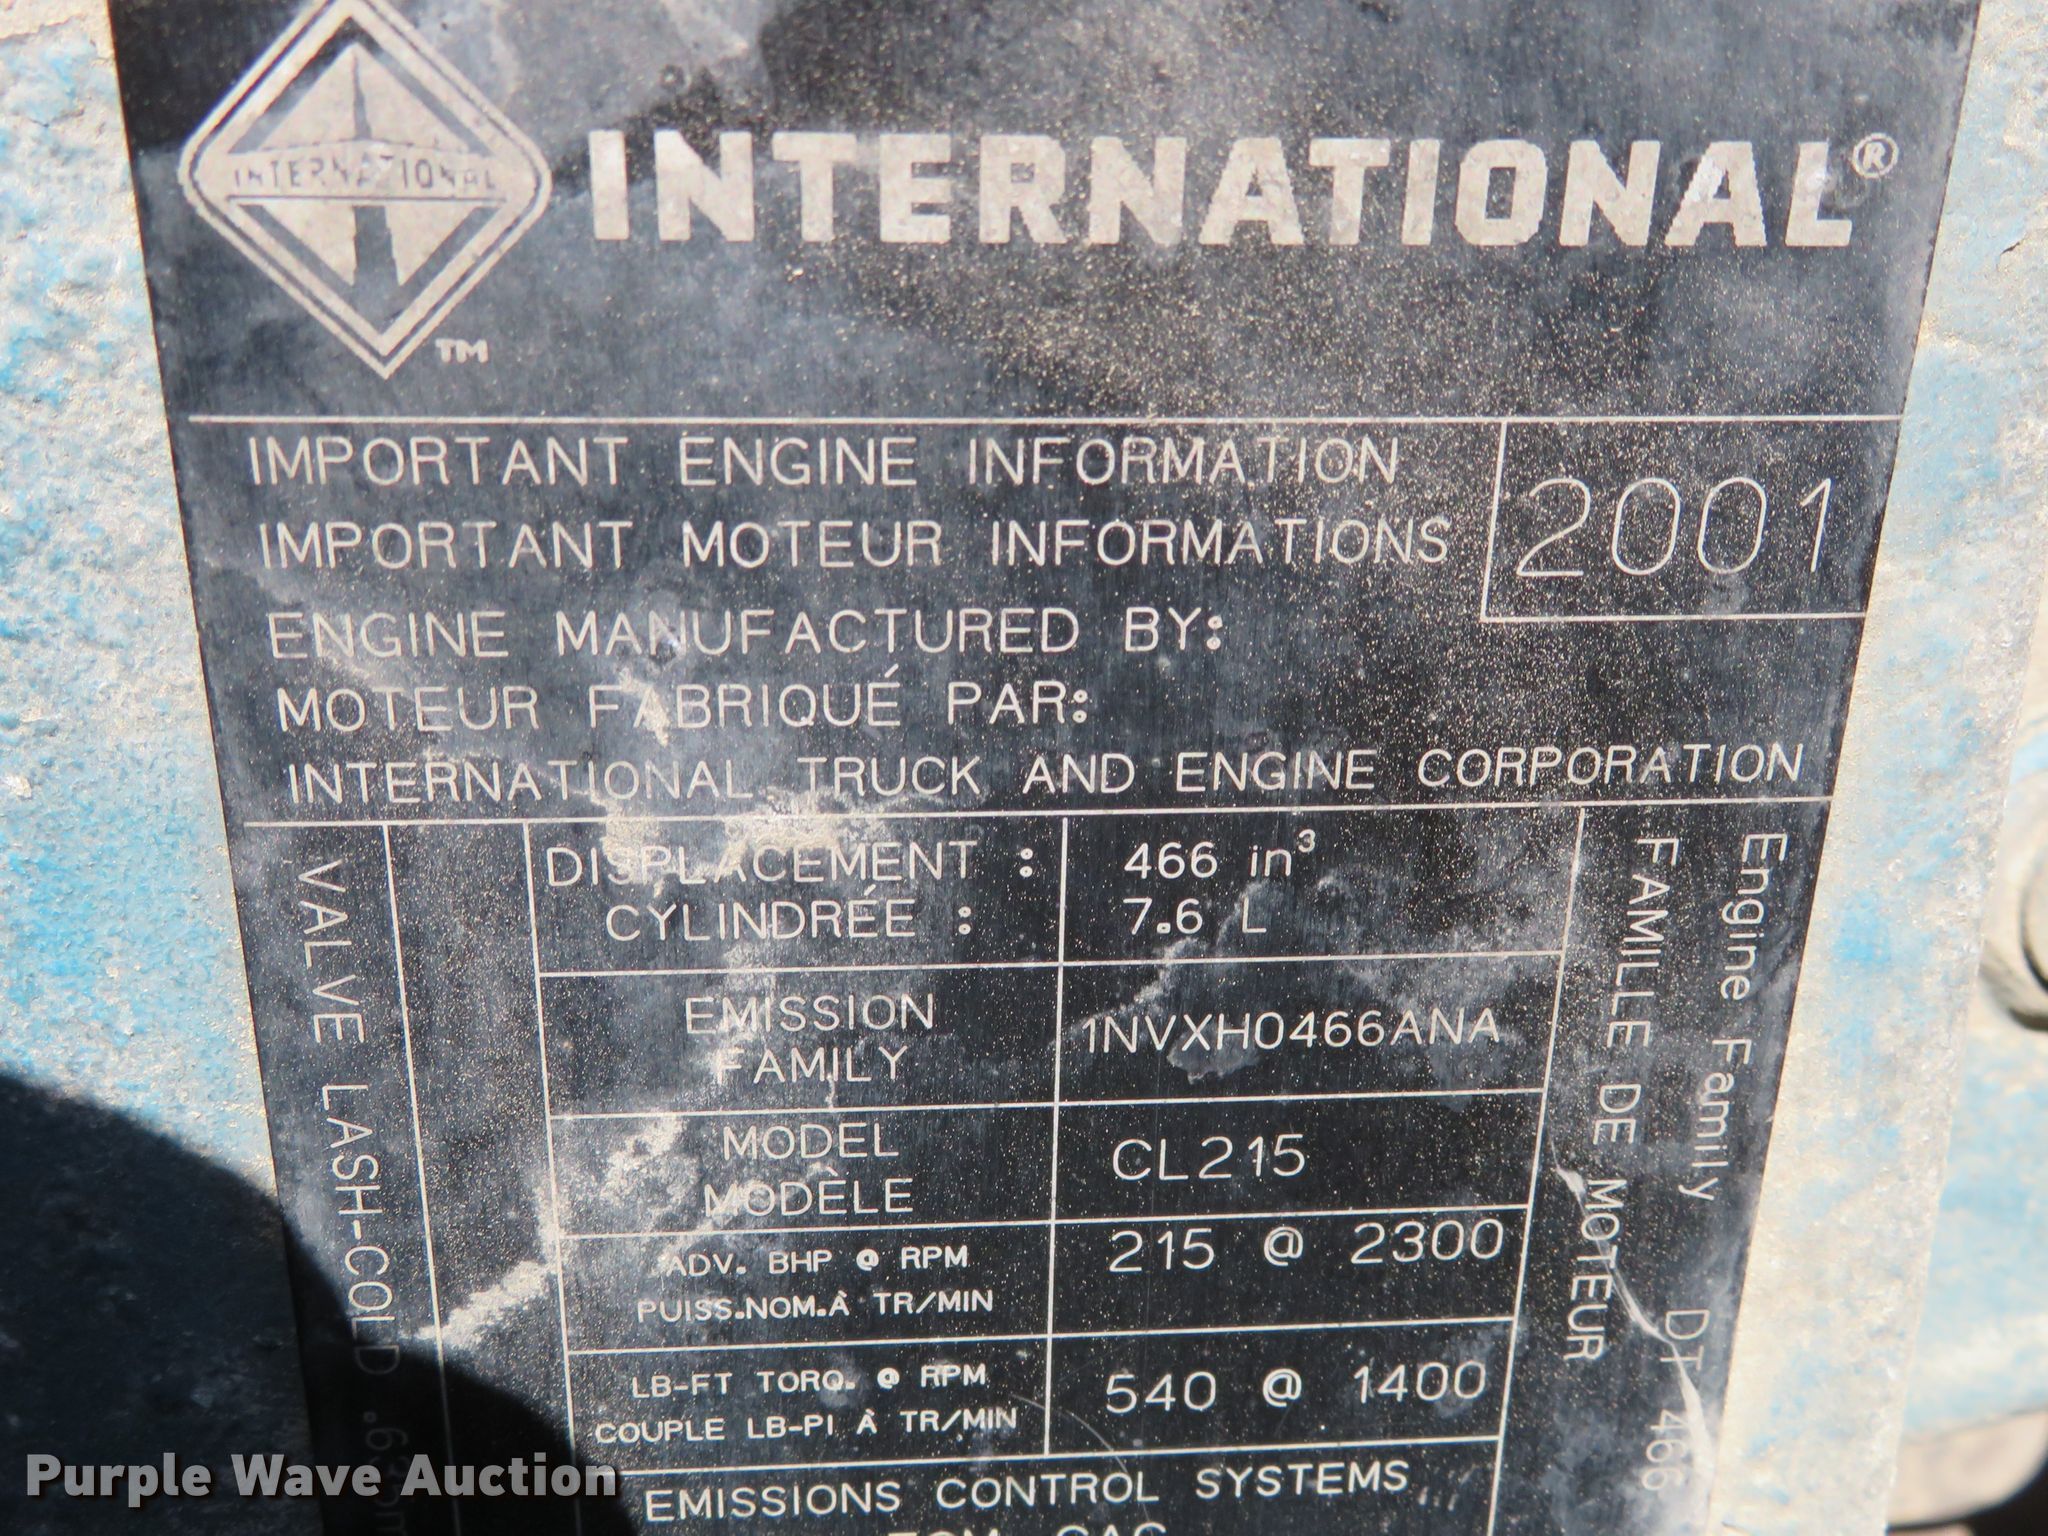 INTERNATIONAL
INTERNATIONAL®
TM
IMPORTANT ENGINE INFORMATION
2001
IMPORTANT MOTEUR INFORMATIONS
ENGINE MANUFACTURED BY:
MOTEUR FABRIQUÉ PAR:
INTERNATIONAL TRUCK AND ENGINE CORPORATION
VALVE LASH-COLD
DISPLACEMENT : 466 in³
CYLINDRÉE : 7.6 L
EMISSION
FAMILY
1NVXH0466ANA
MODEL
MODÈLE
CL215
ADV. BHP @ RPM
PUISS.NOM.À TR/MIN
215 @ 2300
LB-FT TORQ. @ RPM
COUPLE LB-PI À TR/MIN
540 @ 1400
EMISSIONS CONTROL SYSTEMS
FAMILLE DE MOTEUR
Engine Family DT 466
Purple Wave Auction